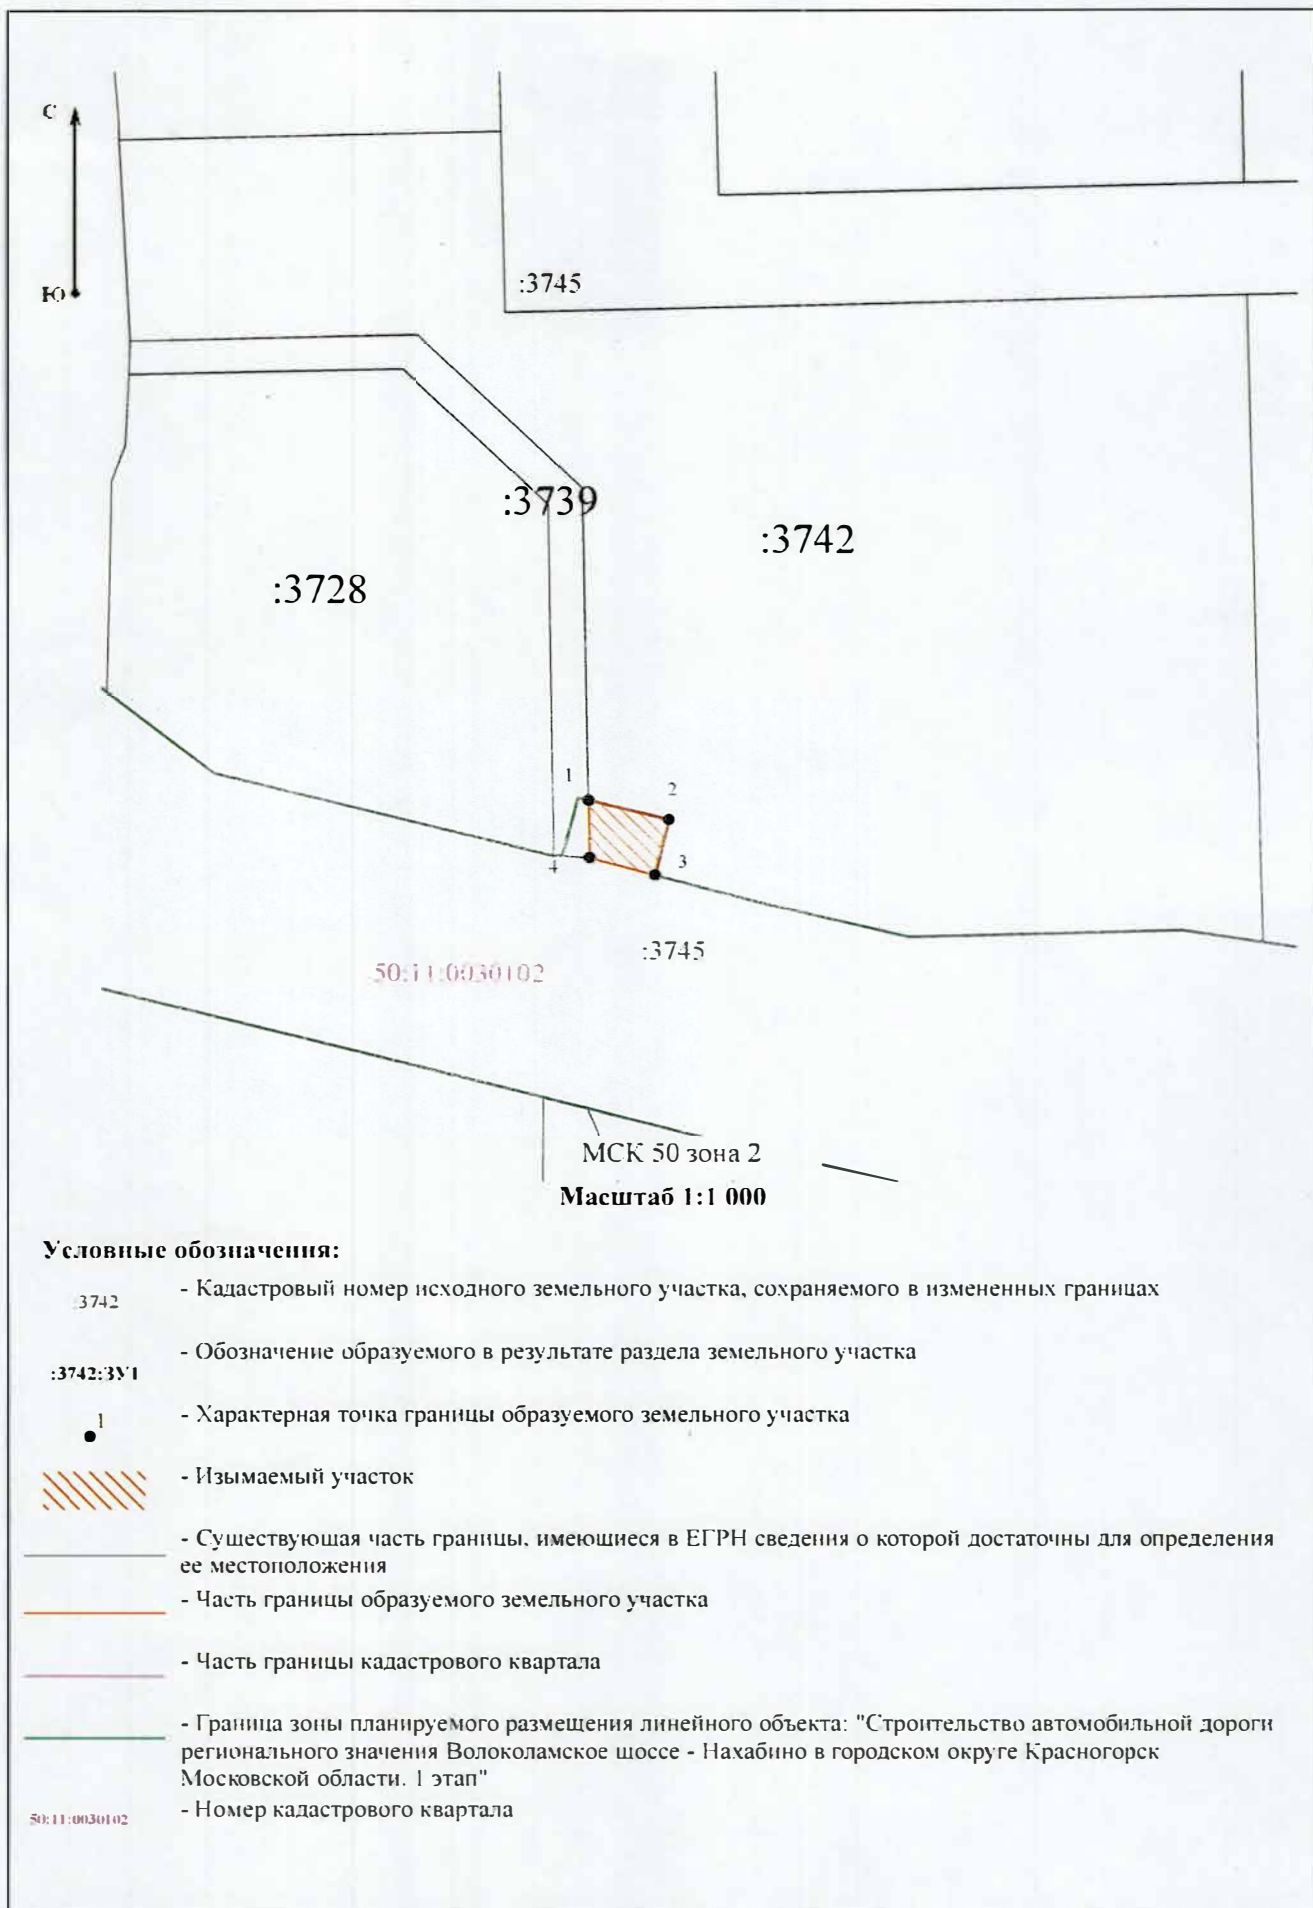 С
Ю
:3745
:3739
:3742
:3728
1
2
4
3
:3745
50:11:0030102
МСК 50 зона 2
Масштаб 1:1 000
Условные обозначения:
:3742
- Кадастровый номер исходного земельного участка, сохраняемого в измененных границах
:3742:ЗУ1
- Обозначение образуемого в результате раздела земельного участка
1
- Характерная точка границы образуемого земельного участка
- Изымаемый участок
- Существующая часть границы, имеющиеся в ЕГРН сведения о которой достаточны для определения
ее местоположения
- Часть границы образуемого земельного участка
- Часть границы кадастрового квартала
- Граница зоны планируемого размещения линейного объекта: "Строительство автомобильной дороги
регионального значения Волоколамское шоссе - Нахабино в городском округе Красногорск
Московской области. 1 этап"
50:11:0030102
- Номер кадастрового квартала